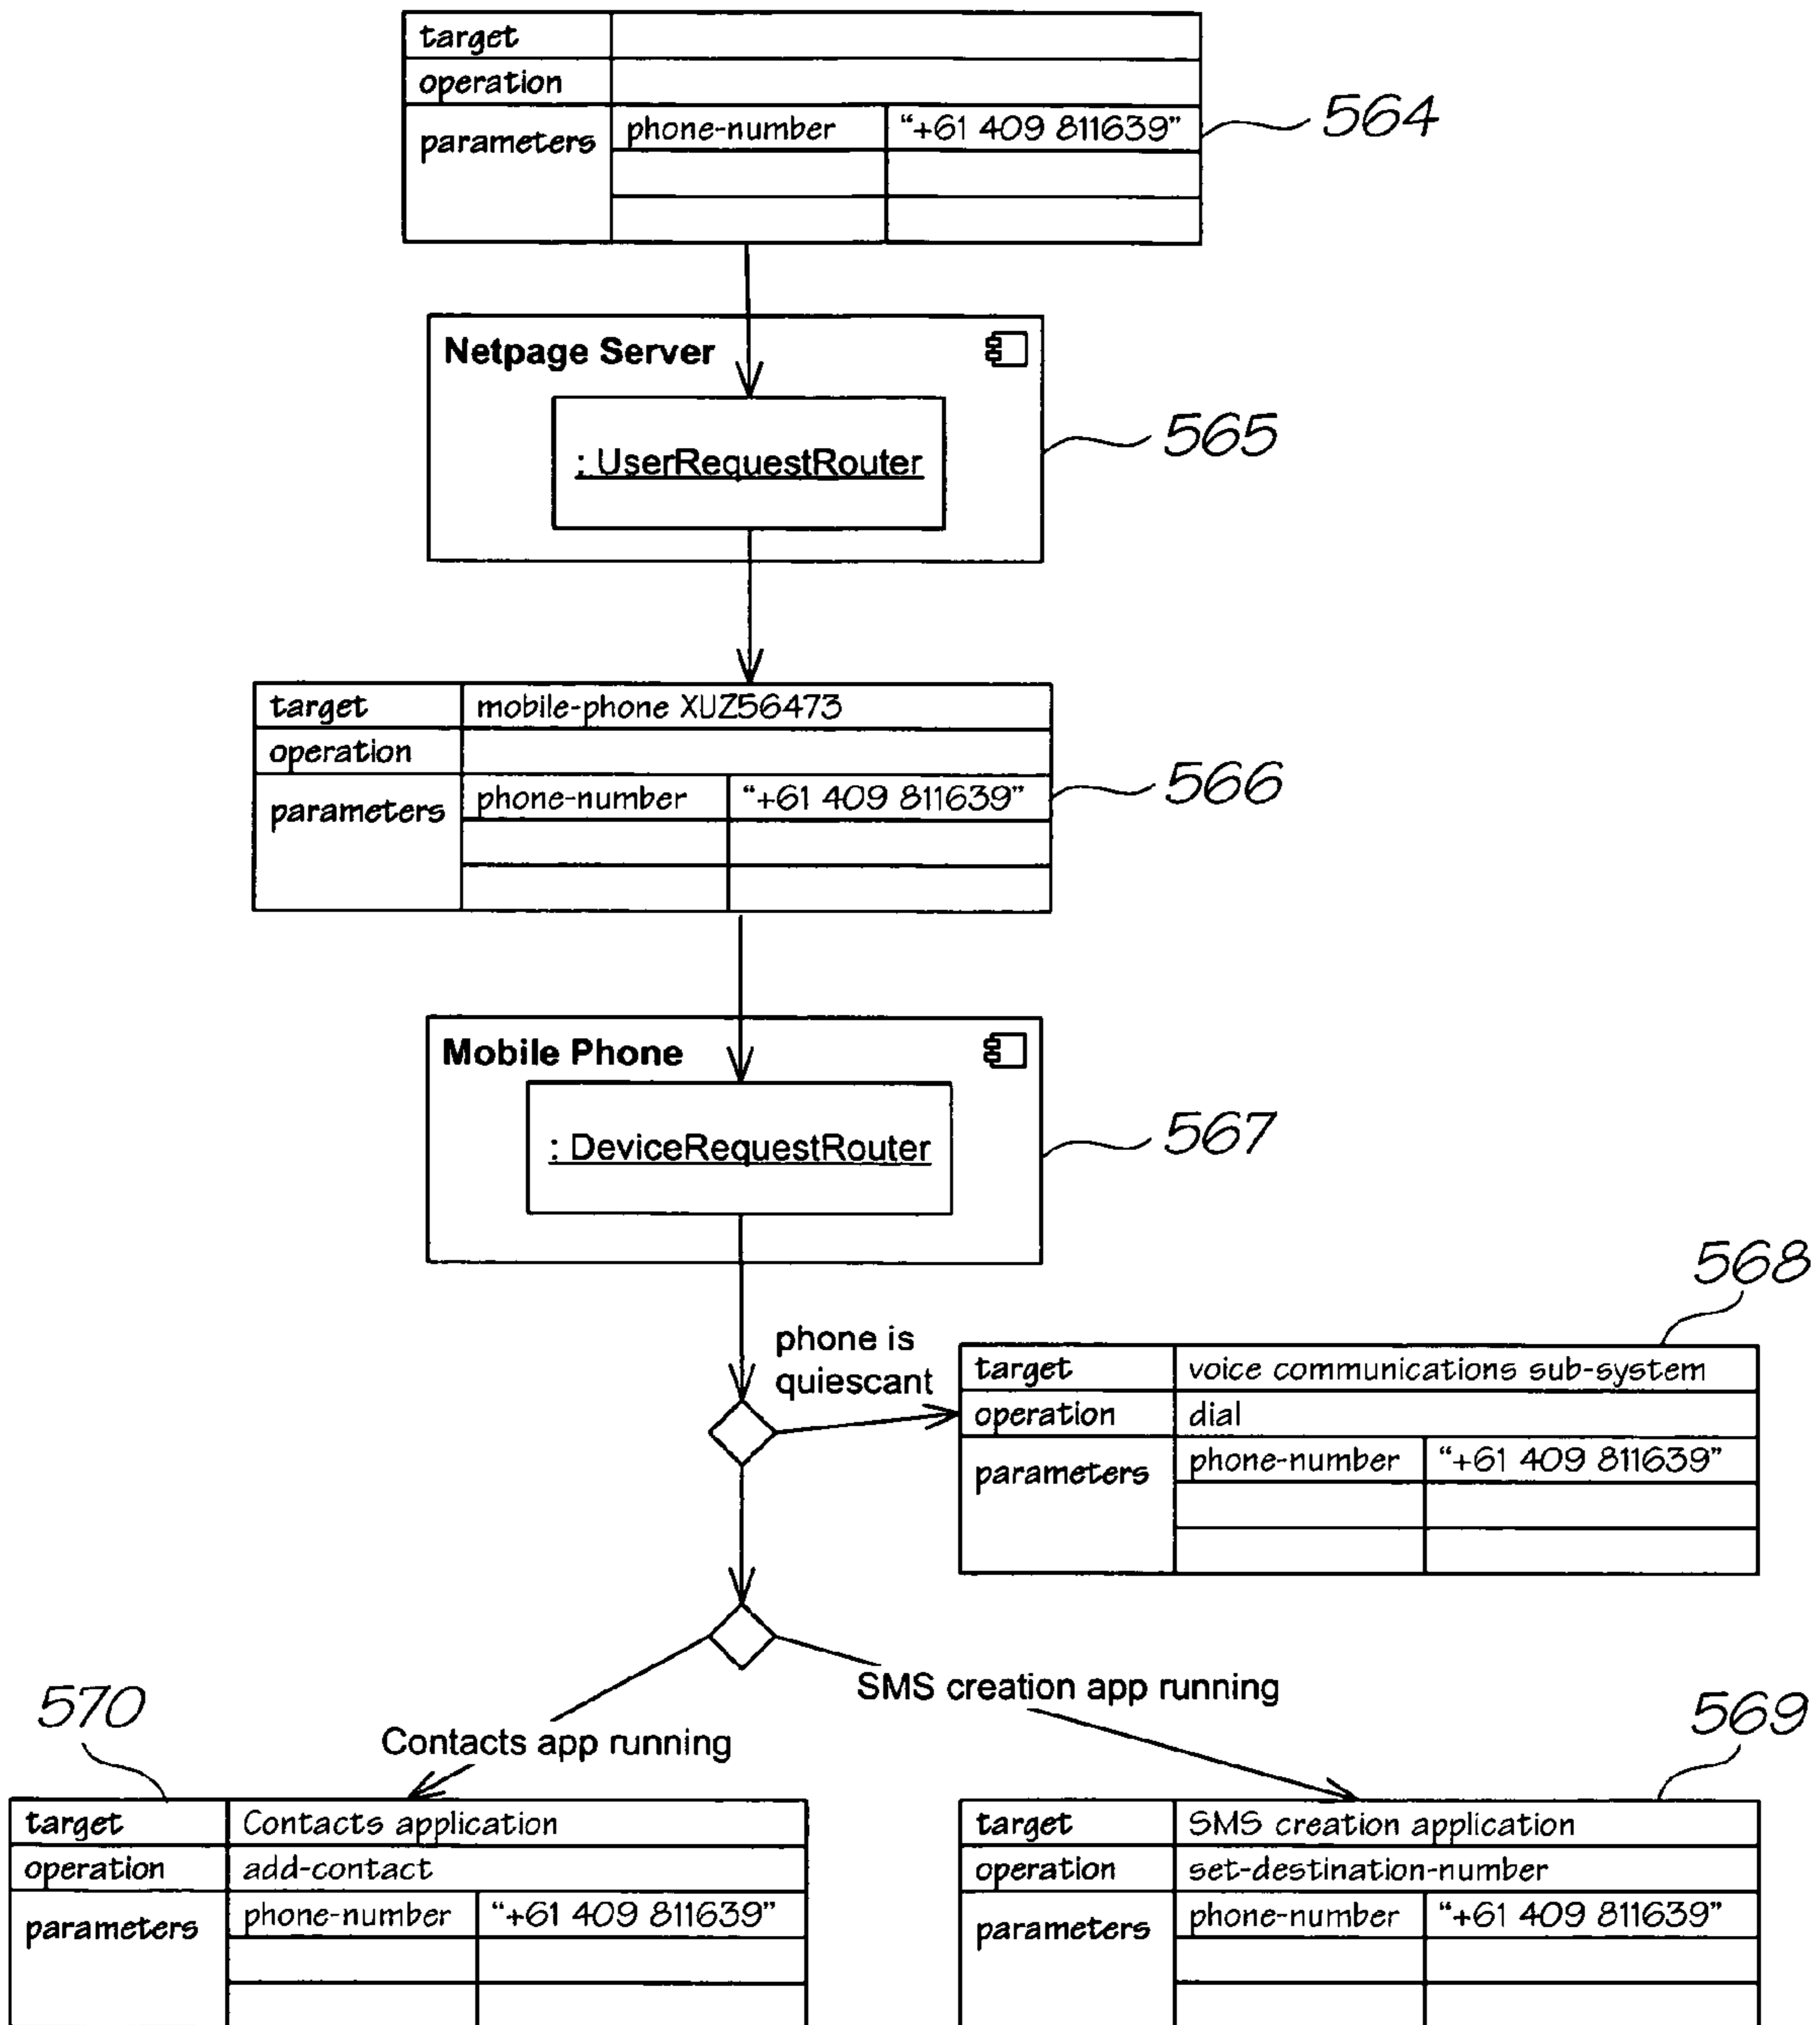 target
operation
parameters phone-number "+61 409 811639"
564
Netpage Server
: UserRequestRouter
565
target mobile-phone XUZ56473
operation
parameters phone-number "+61 409 811639"
566
Mobile Phone
: DeviceRequestRouter
567
phone is
quiescant
568
target voice communications sub-system
operation dial
parameters phone-number "+61 409 811639"
SMS creation app running
Contacts app running
570
target Contacts application
operation add-contact
parameters phone-number "+61 409 811639"
569
target SMS creation application
operation set-destination-number
parameters phone-number "+61 409 811639"